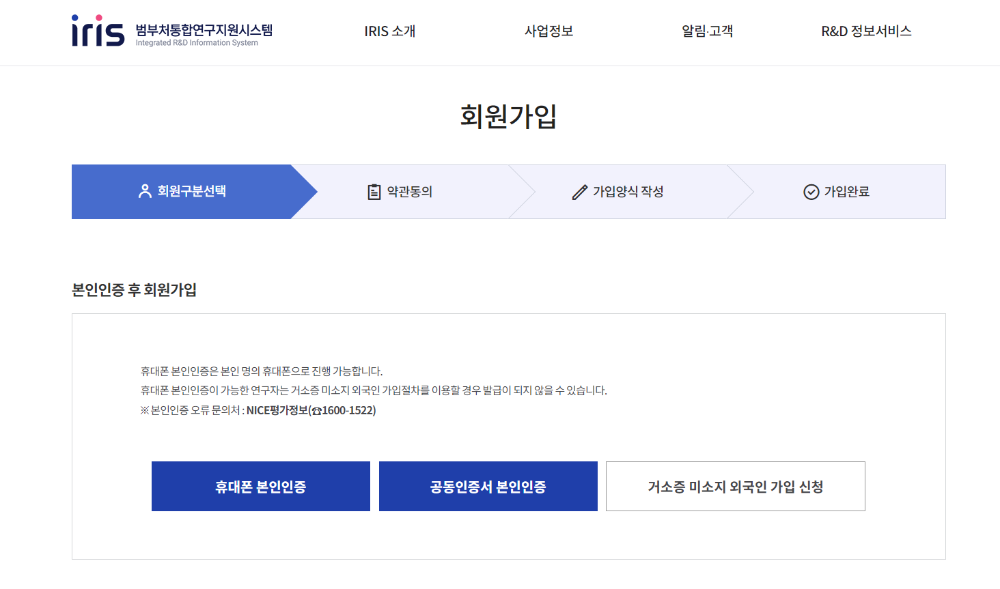 iris 범부처통합연구지원시스템
Integrated R&D Information System
IRIS 소개
사업정보
알림·고객
R&D 정보서비스
회원가입
회원구분선택
약관동의
가입양식 작성
가입완료
본인인증 후 회원가입
휴대폰 본인인증은 본인 명의 휴대폰으로 진행 가능합니다.
휴대폰 본인인증이 가능한 연구자는 거소증 미소지 외국인 가입절차를 이용할 경우 발급이 되지 않을 수 있습니다.
※ 본인인증 오류 문의처 : NICE평가정보(☎1600-1522)
휴대폰 본인인증
공동인증서 본인인증
거소증 미소지 외국인 가입 신청